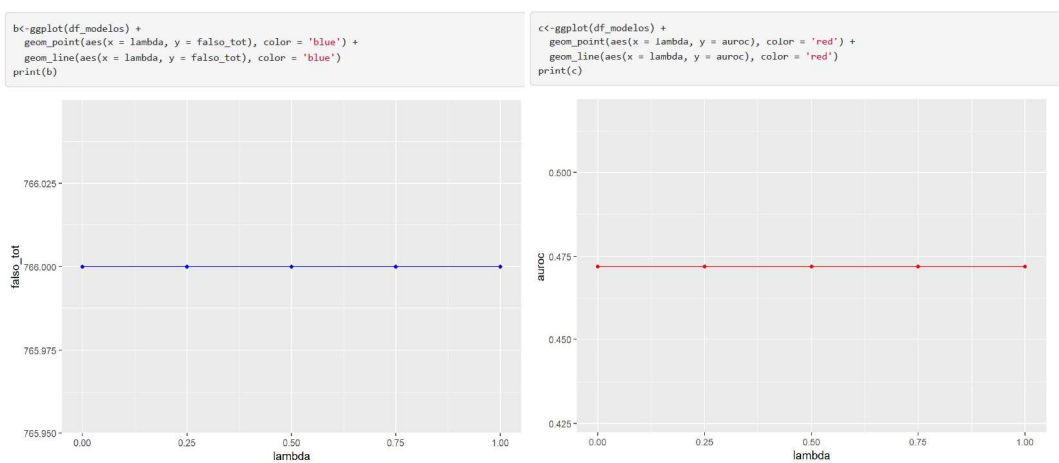 b<-ggplot(df_modelos) +
geom_point(aes(x = lambda, y = falso_tot), color = 'blue') +
geom_line(aes(x = lambda, y = falso_tot), color = 'blue')
print(b)
766.025
766.000
765.975
765.950
falso_tot
0.00 0.25 0.50 0.75 1.00
lambda
c<-ggplot(df_modelos) +
geom_point(aes(x = lambda, y = auroc), color = 'red') +
geom_line(aes(x = lambda, y = auroc), color = 'red')
print(c)
0.500
0.475
0.450
0.425
auroc
0.00 0.25 0.50 0.75 1.00
lambda